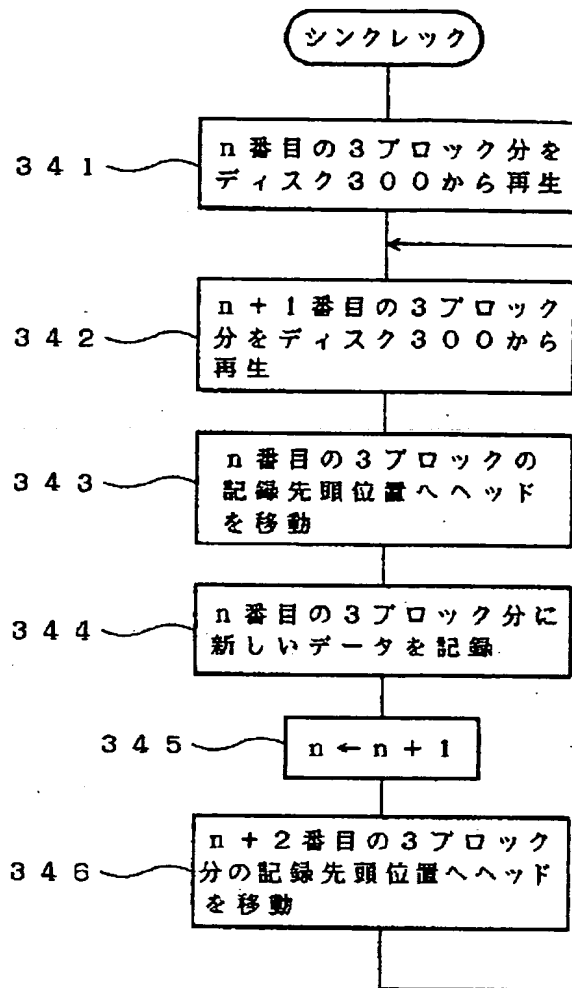 シンクレック
341
n番目の3ブロック分を
ディスク300から再生
342
n+1番目の3ブロック
分をディスク300から
再生
343
n番目の3ブロックの
記録先頭位置へヘッド
を移動
344
n番目の3ブロック分に
新しいデータを記録
345
n←n+1
346
n+2番目の3ブロック
分の記録先頭位置へヘッド
を移動